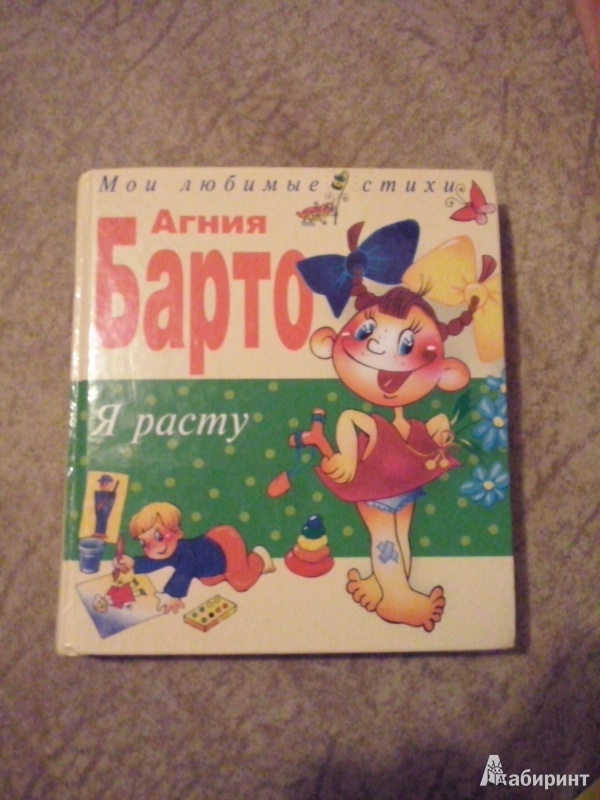 Мои любимые стихи
Агния
Барто
Я расту
Лабиринт